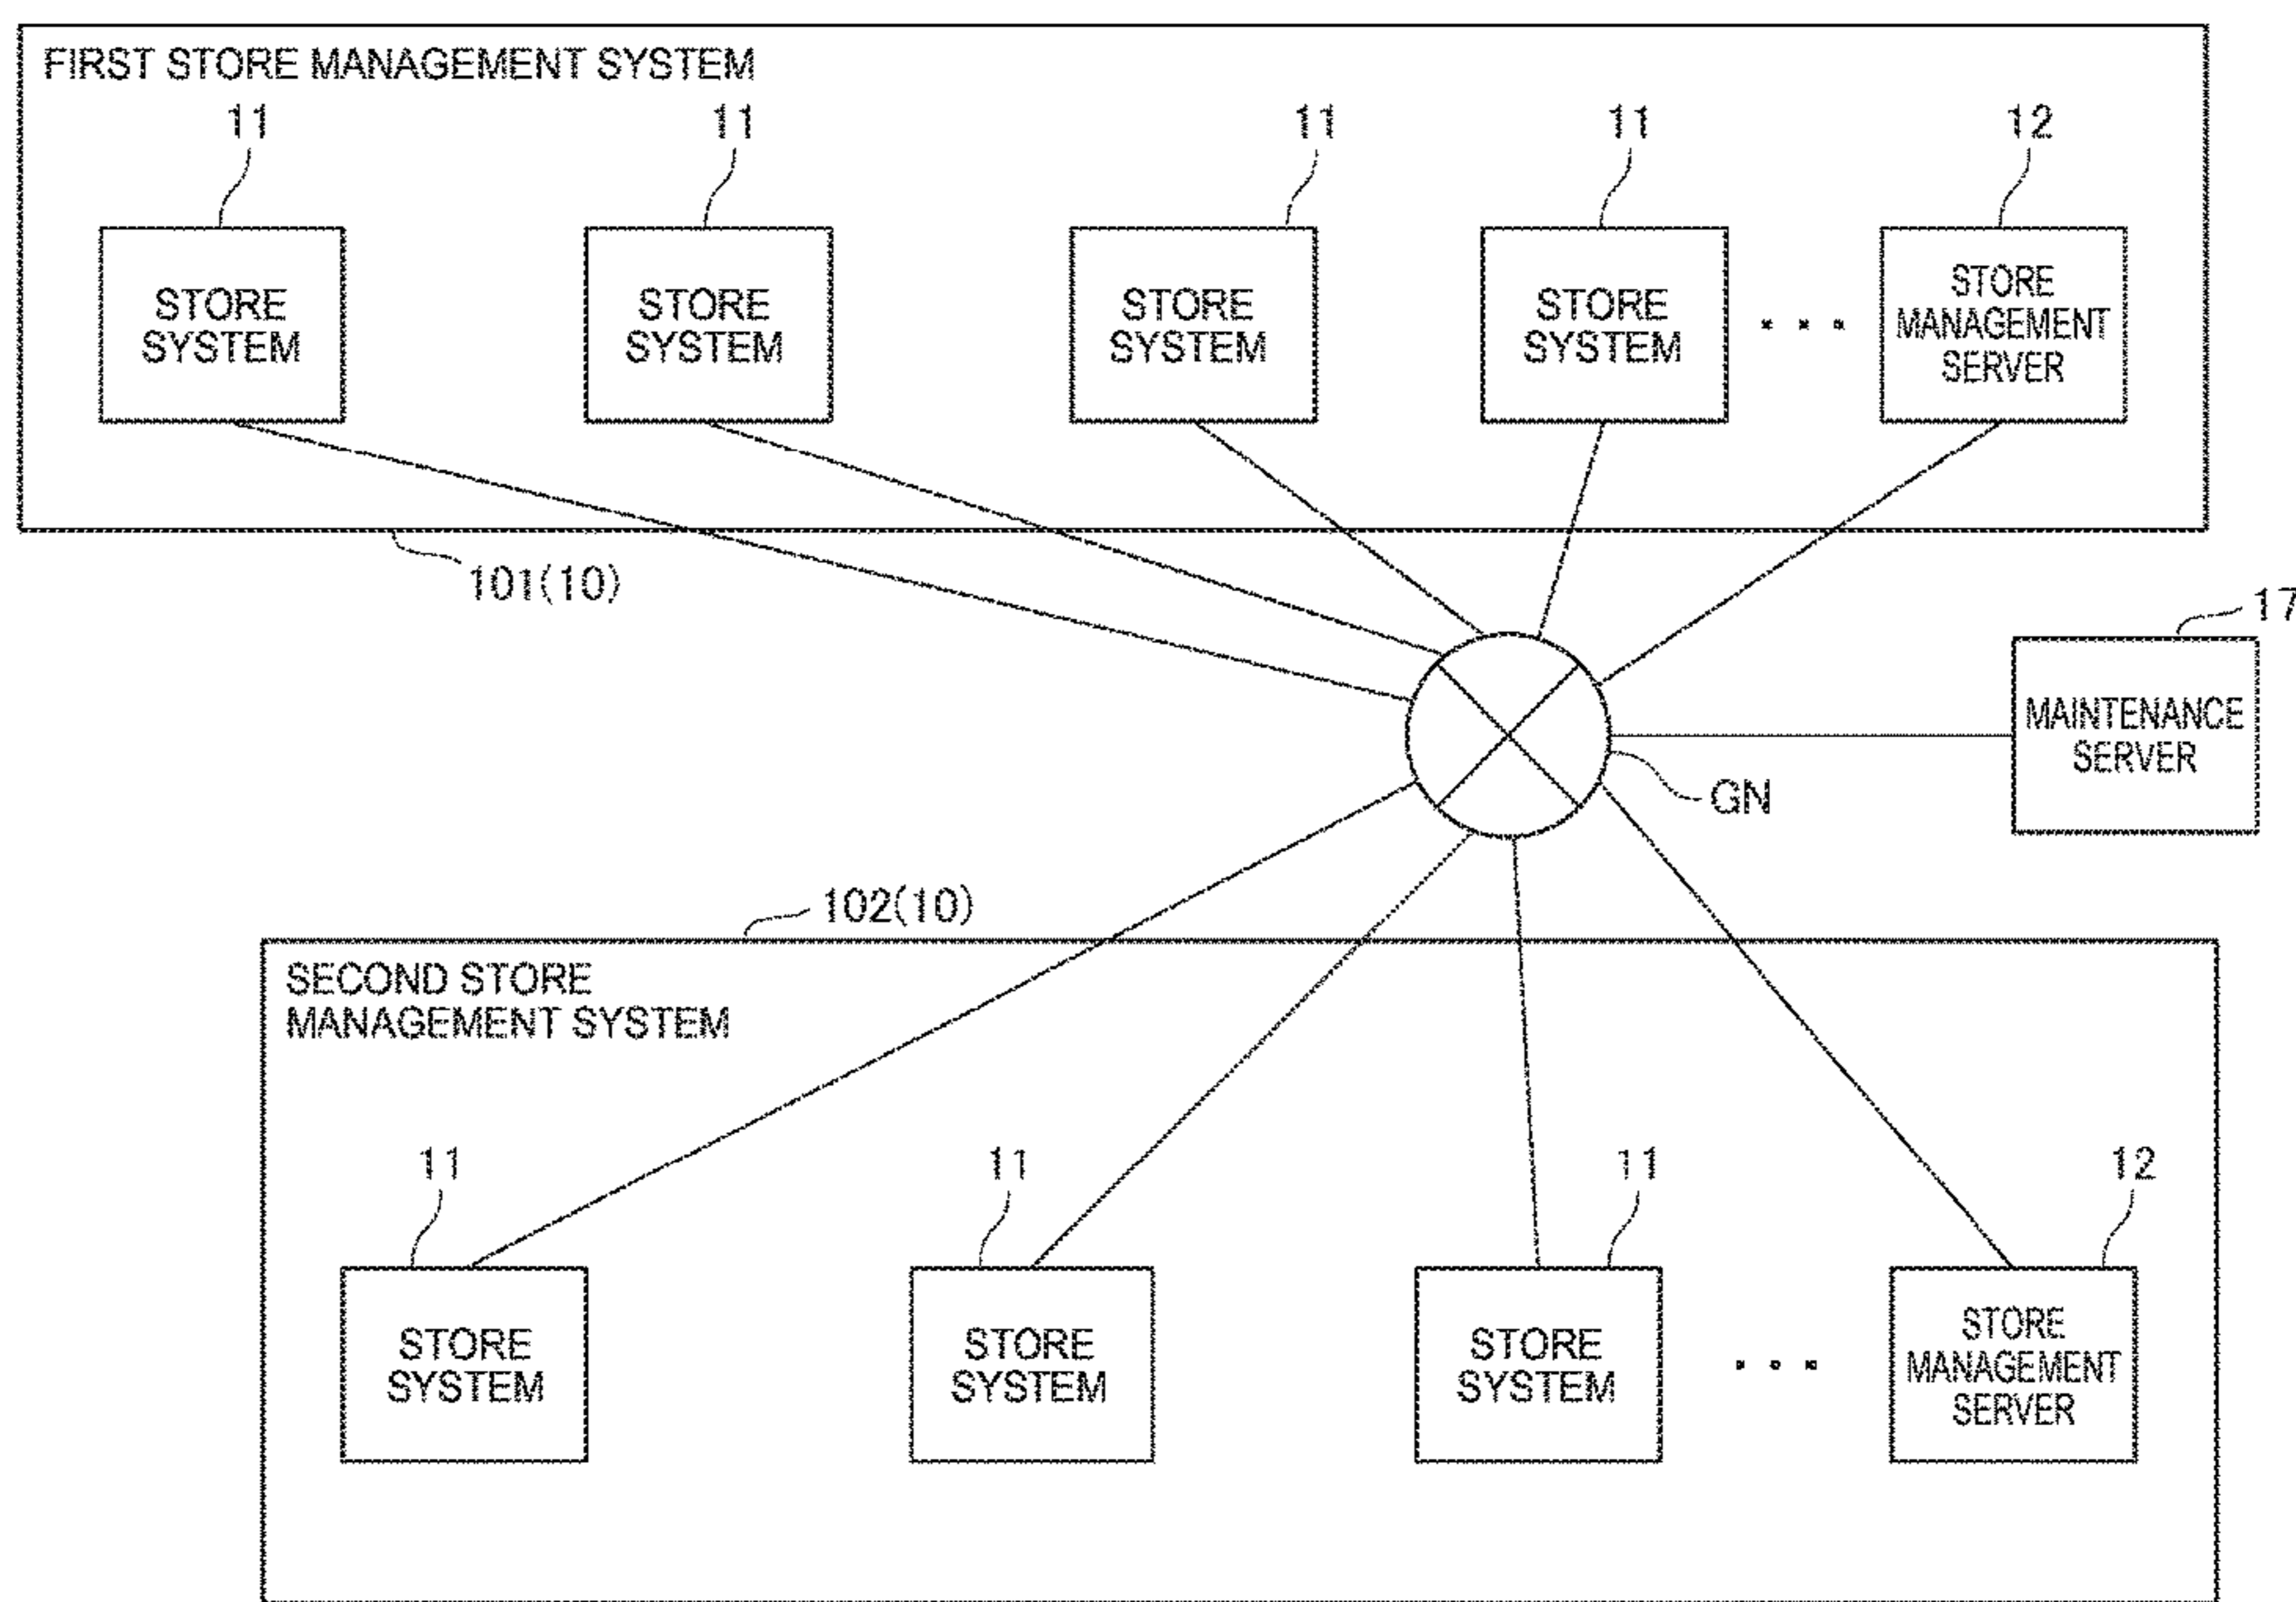 FIRST STORE MANAGEMENT SYSTEM
11
11
11
11
12
STORE
SYSTEM
STORE
SYSTEM
STORE
SYSTEM
STORE
SYSTEM
...
STORE
MANAGEMENT
SERVER
101(10)
17
MAINTENANCE
SERVER
GN
102(10)
SECOND STORE
MANAGEMENT SYSTEM
11
11
11
12
STORE
SYSTEM
STORE
SYSTEM
STORE
SYSTEM
...
STORE
MANAGEMENT
SERVER